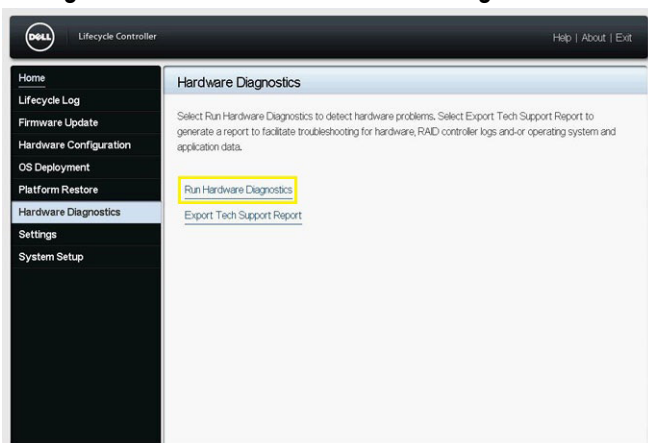 DELL
Lifecycle Controller
Help | About | Exit
Home
Lifecycle Log
Firmware Update
Hardware Configuration
OS Deployment
Platform Restore
Hardware Diagnostics
Settings
System Setup
Hardware Diagnostics
Select Run Hardware Diagnostics to detect hardware problems. Select Export Tech Support Report to
generate a report to facilitate troubleshooting for hardware, RAID controller logs and-or operating system and
application data.
Run Hardware Diagnostics
Export Tech Support Report